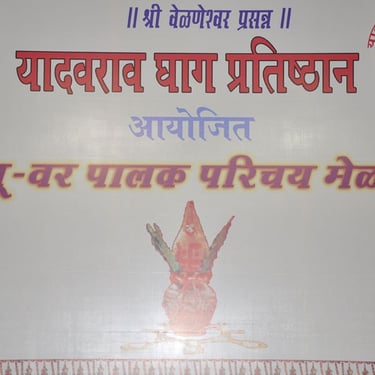 || श्री वेळणेश्वर प्रसन्न ||
यादवराव घाग प्रतिष्ठान
आयोजित
-वर पालक परिचय